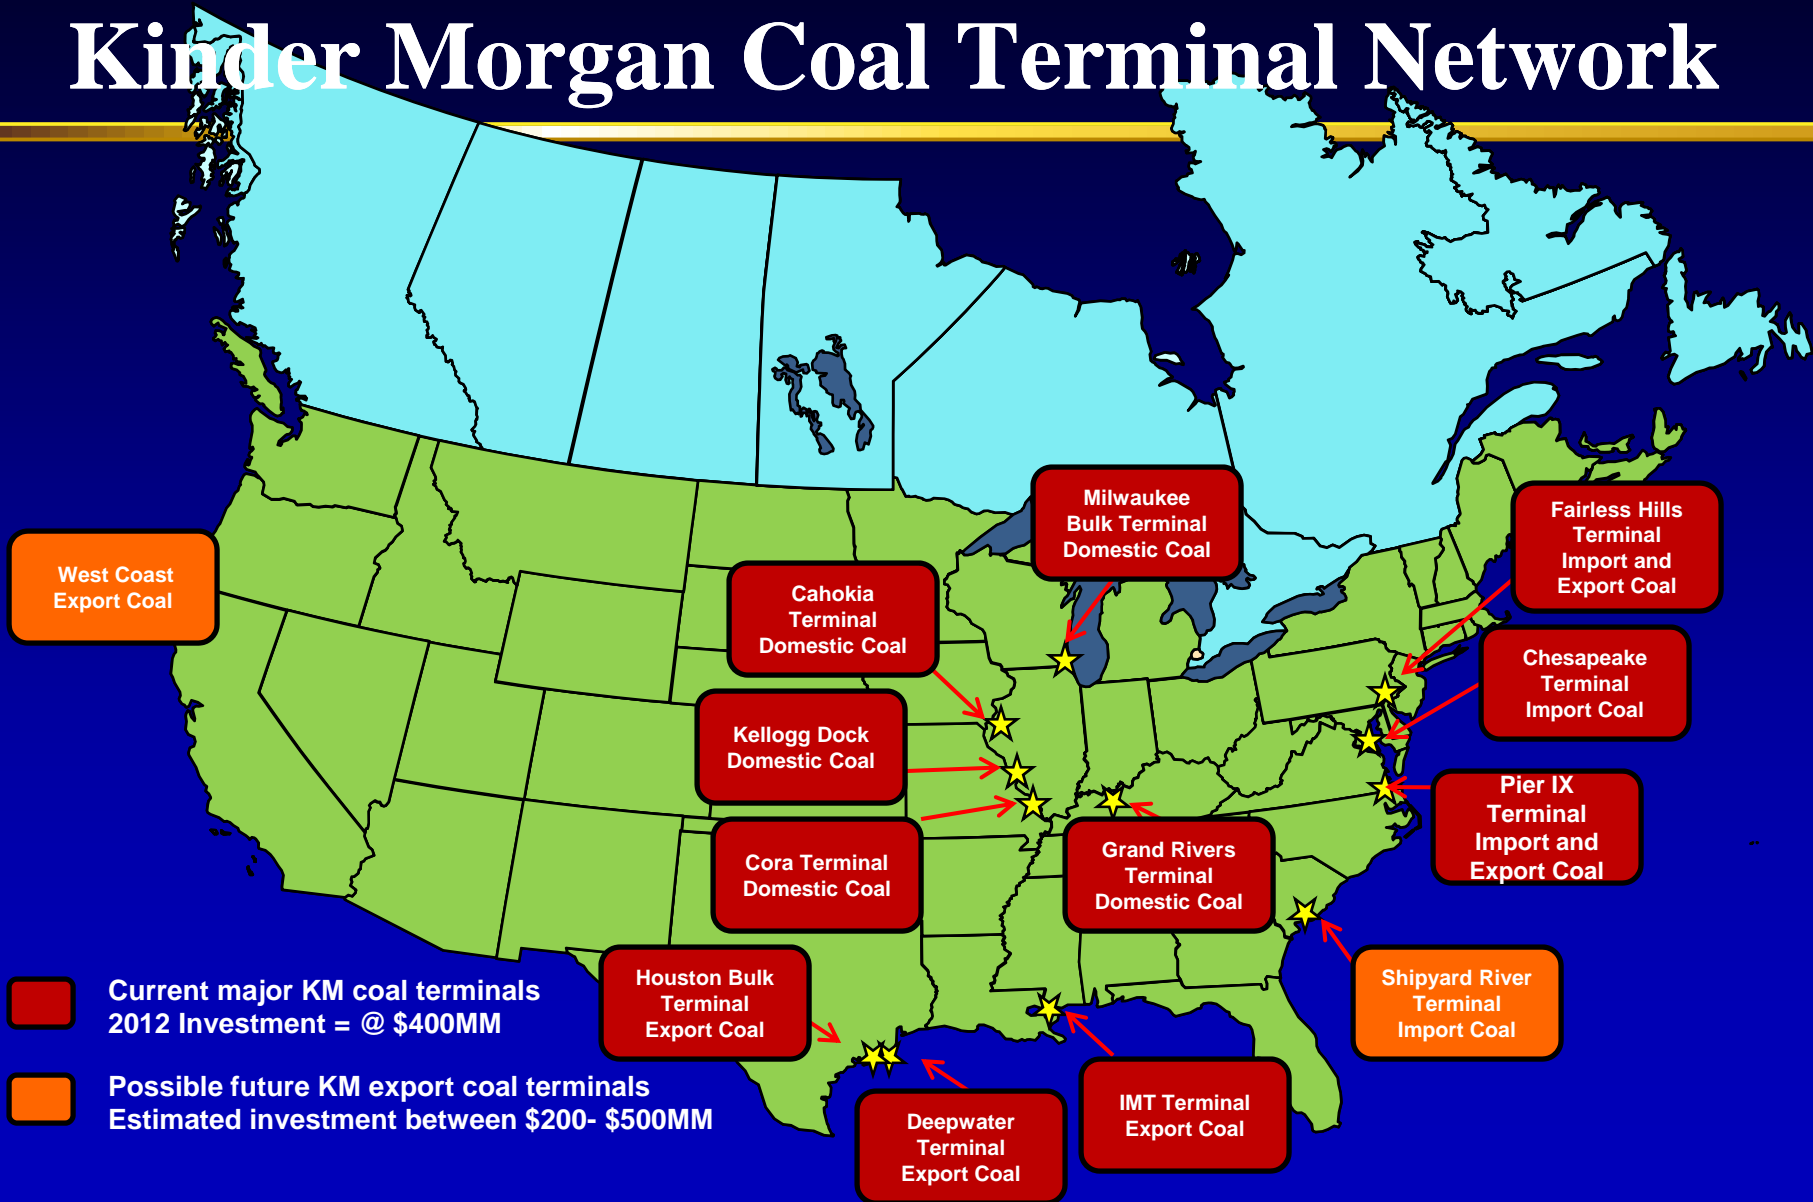 Kinder Morgan Coal Terminal Network
Milwaukee
Bulk Terminal
Domestic Coal
Fairless Hills
Terminal
Import and
Export Coal
West Coast
Export Coal
Cahokia
Terminal
Domestic Coal
Chesapeake
Terminal
Import Coal
Kellogg Dock
Domestic Coal
Pier IX
Terminal
Import and
Export Coal
Cora Terminal
Domestic Coal
Grand Rivers
Terminal
Domestic Coal
Houston Bulk
Terminal
Export Coal
Shipyard River
Terminal
Import Coal
Current major KM coal terminals
2012 Investment = @ $400MM
Possible future KM export coal terminals
Estimated investment between $200- $500MM
IMT Terminal
Export Coal
Deepwater
Terminal
Export Coal